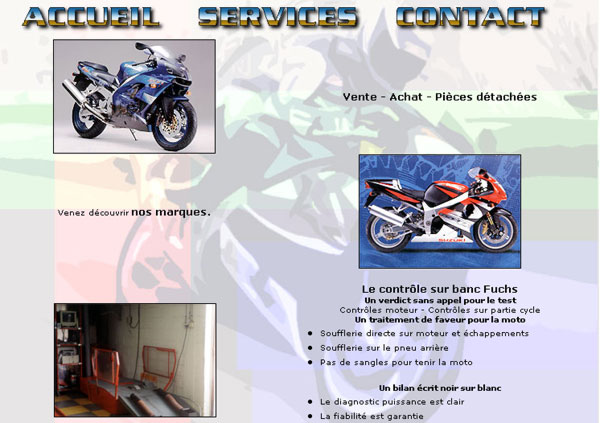 ACCUEIL SERVICES CONTACT
Vente - Achat - Pièces détachées
Venez découvrir nos marques.
SUZUKI
Le contrôle sur banc Fuchs
Un verdict sans appel pour le test
Contrôles moteur - Contrôles sur partie cycle
Un traitement de faveur pour la moto
• Soufflerie directe sur moteur et échappements
• Soufflerie sur le pneu arrière
• Pas de sangles pour tenir la moto
Un bilan écrit noir sur blanc
• Le diagnostic puissance est clair
• La fiabilité est garantie